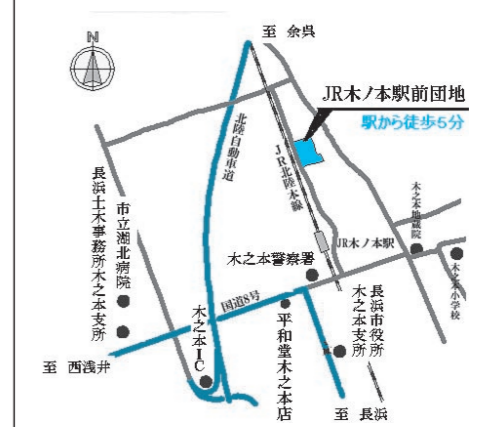 至 余呉
N
JR木ノ本駅前団地
駅から徒歩5分
北陸自動車道
JR北陸本線
長浜土木事務所木之本支所
市立湖北病院
木之本地蔵院
JR木ノ本駅
木之本小学校
木之本警察署
国道8号
木之本IC
平和堂木之本店
長浜市役所
木之本支所
至 西浅井
至 長浜